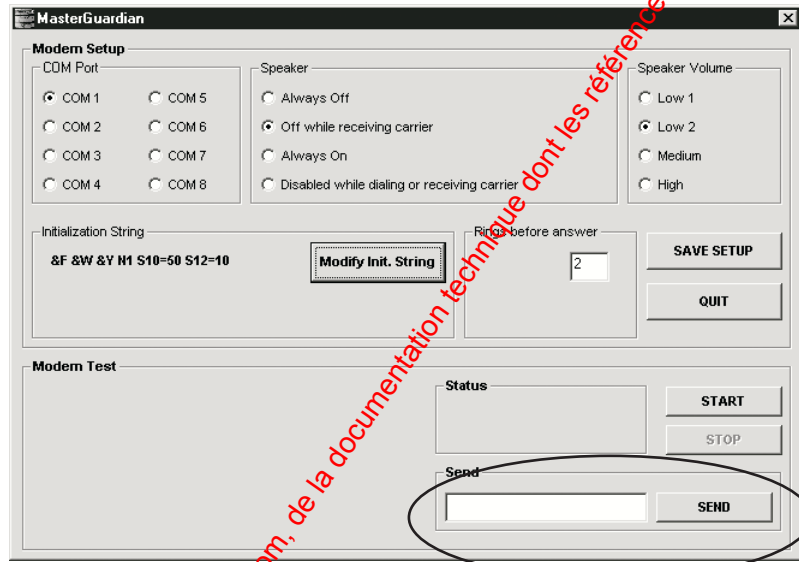 MasterGuardian
Modem Setup
COM Port
COM 1
COM 5
COM 2
COM 6
COM 3
COM 7
COM 4
COM 8
Speaker
Always Off
Off while receiving carrier
Always On
Disabled while dialing or receiving carrier
Speaker Volume
Low 1
Low 2
Medium
High
Initialization String
&F &W &Y N1 S10=50 S12=10
Modify Init. String
Rings before answer
2
SAVE SETUP
QUIT
Modem Test
Status
START
STOP
Send
SEND
om, de la documentation technique dont les référence